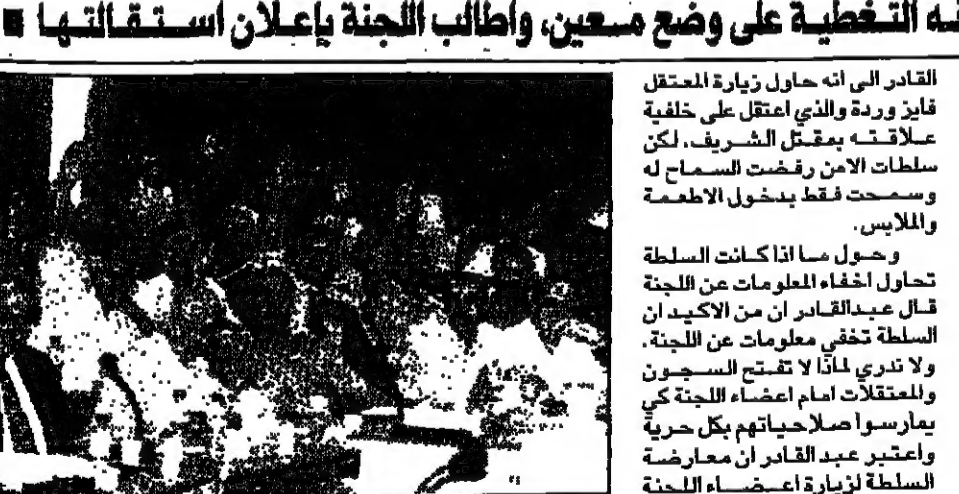 ـه التغطية على وضع معين، واطالب اللجنة بإعلان استقالتها
القادر الى انه حاول زيارة المعتقل
فايز وردة والذي اعتقل على خلفية
علاقته بمقتل الشريف، لكن
سلطات الامن رفضت السماح له
وسمحت فقط بدخول الاطعمة
والملابس.
وحول ما اذا كانت السلطة
تحاول اخفاء المعلومات عن اللجنة
قال عبدالقادر ان من الاكيد ان
السلطة تخفي معلومات عن اللجنة.
ولا ندري لماذا لا تفتح السجون
والمعتقلات امام اعضاء اللجنة كي
يمارسوا صلاحياتهم بكل حرية
واعتبر عبد القادر ان معارضة
السلطة لزيارة اعضاء اللجنة